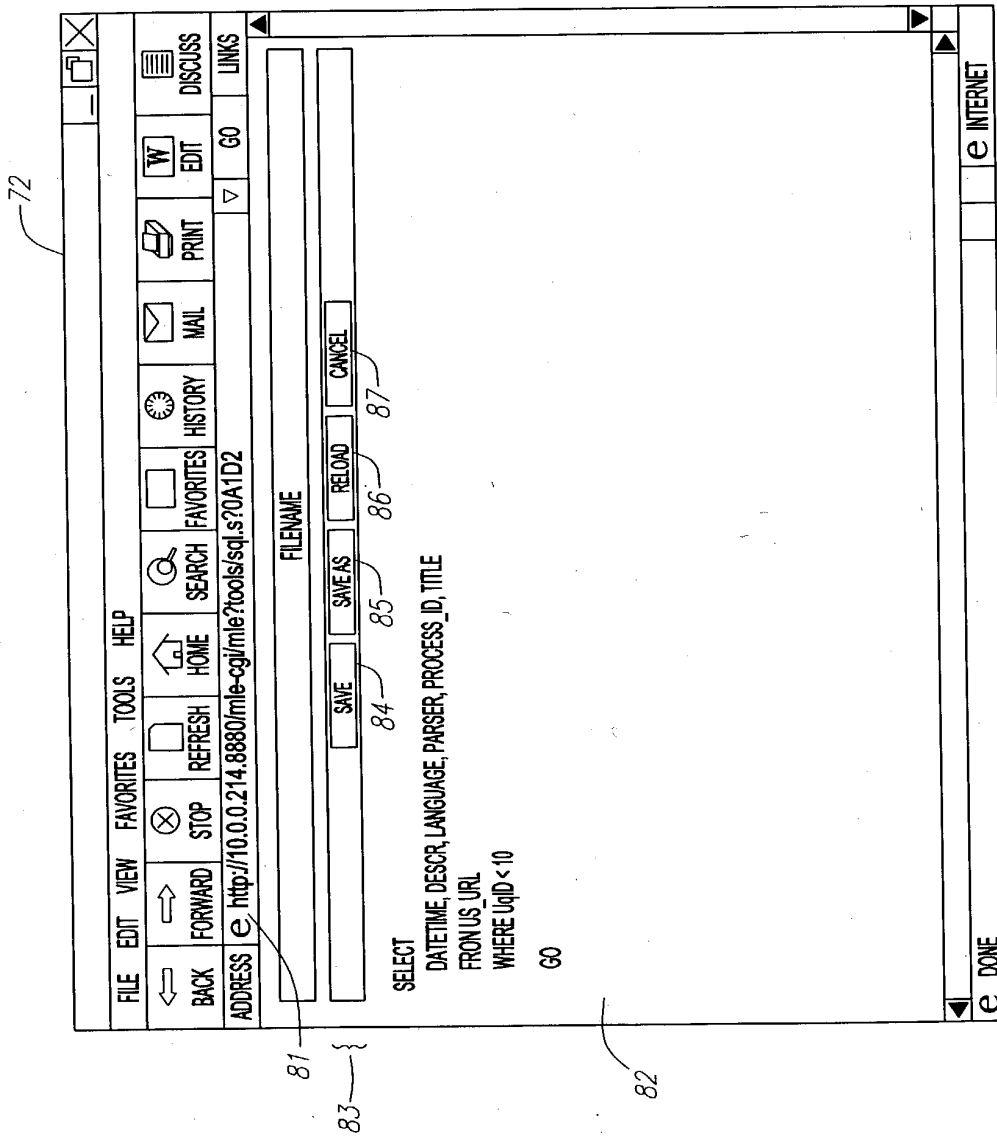 72
FILE EDIT VIEW FAVORITES TOOLS HELP
BACK FORWARD STOP REFRESH HOME SEARCH FAVORITES HISTORY MAIL PRINT EDIT DISCUSS
W
ADDRESS e http://10.0.0.214.8880/mle-cgi/mle?tools/sql.s?0A1D2 GO LINKS
81
FILENAME
83
SAVE SAVE AS RELOAD CANCEL
84 85 86 87
SELECT
DATETIME, DESCR, LANGUAGE, PARSER, PROCESS_ID, TITLE
FRON US_URL
WHERE UqID < 10
GO
82
e DONE e INTERNET